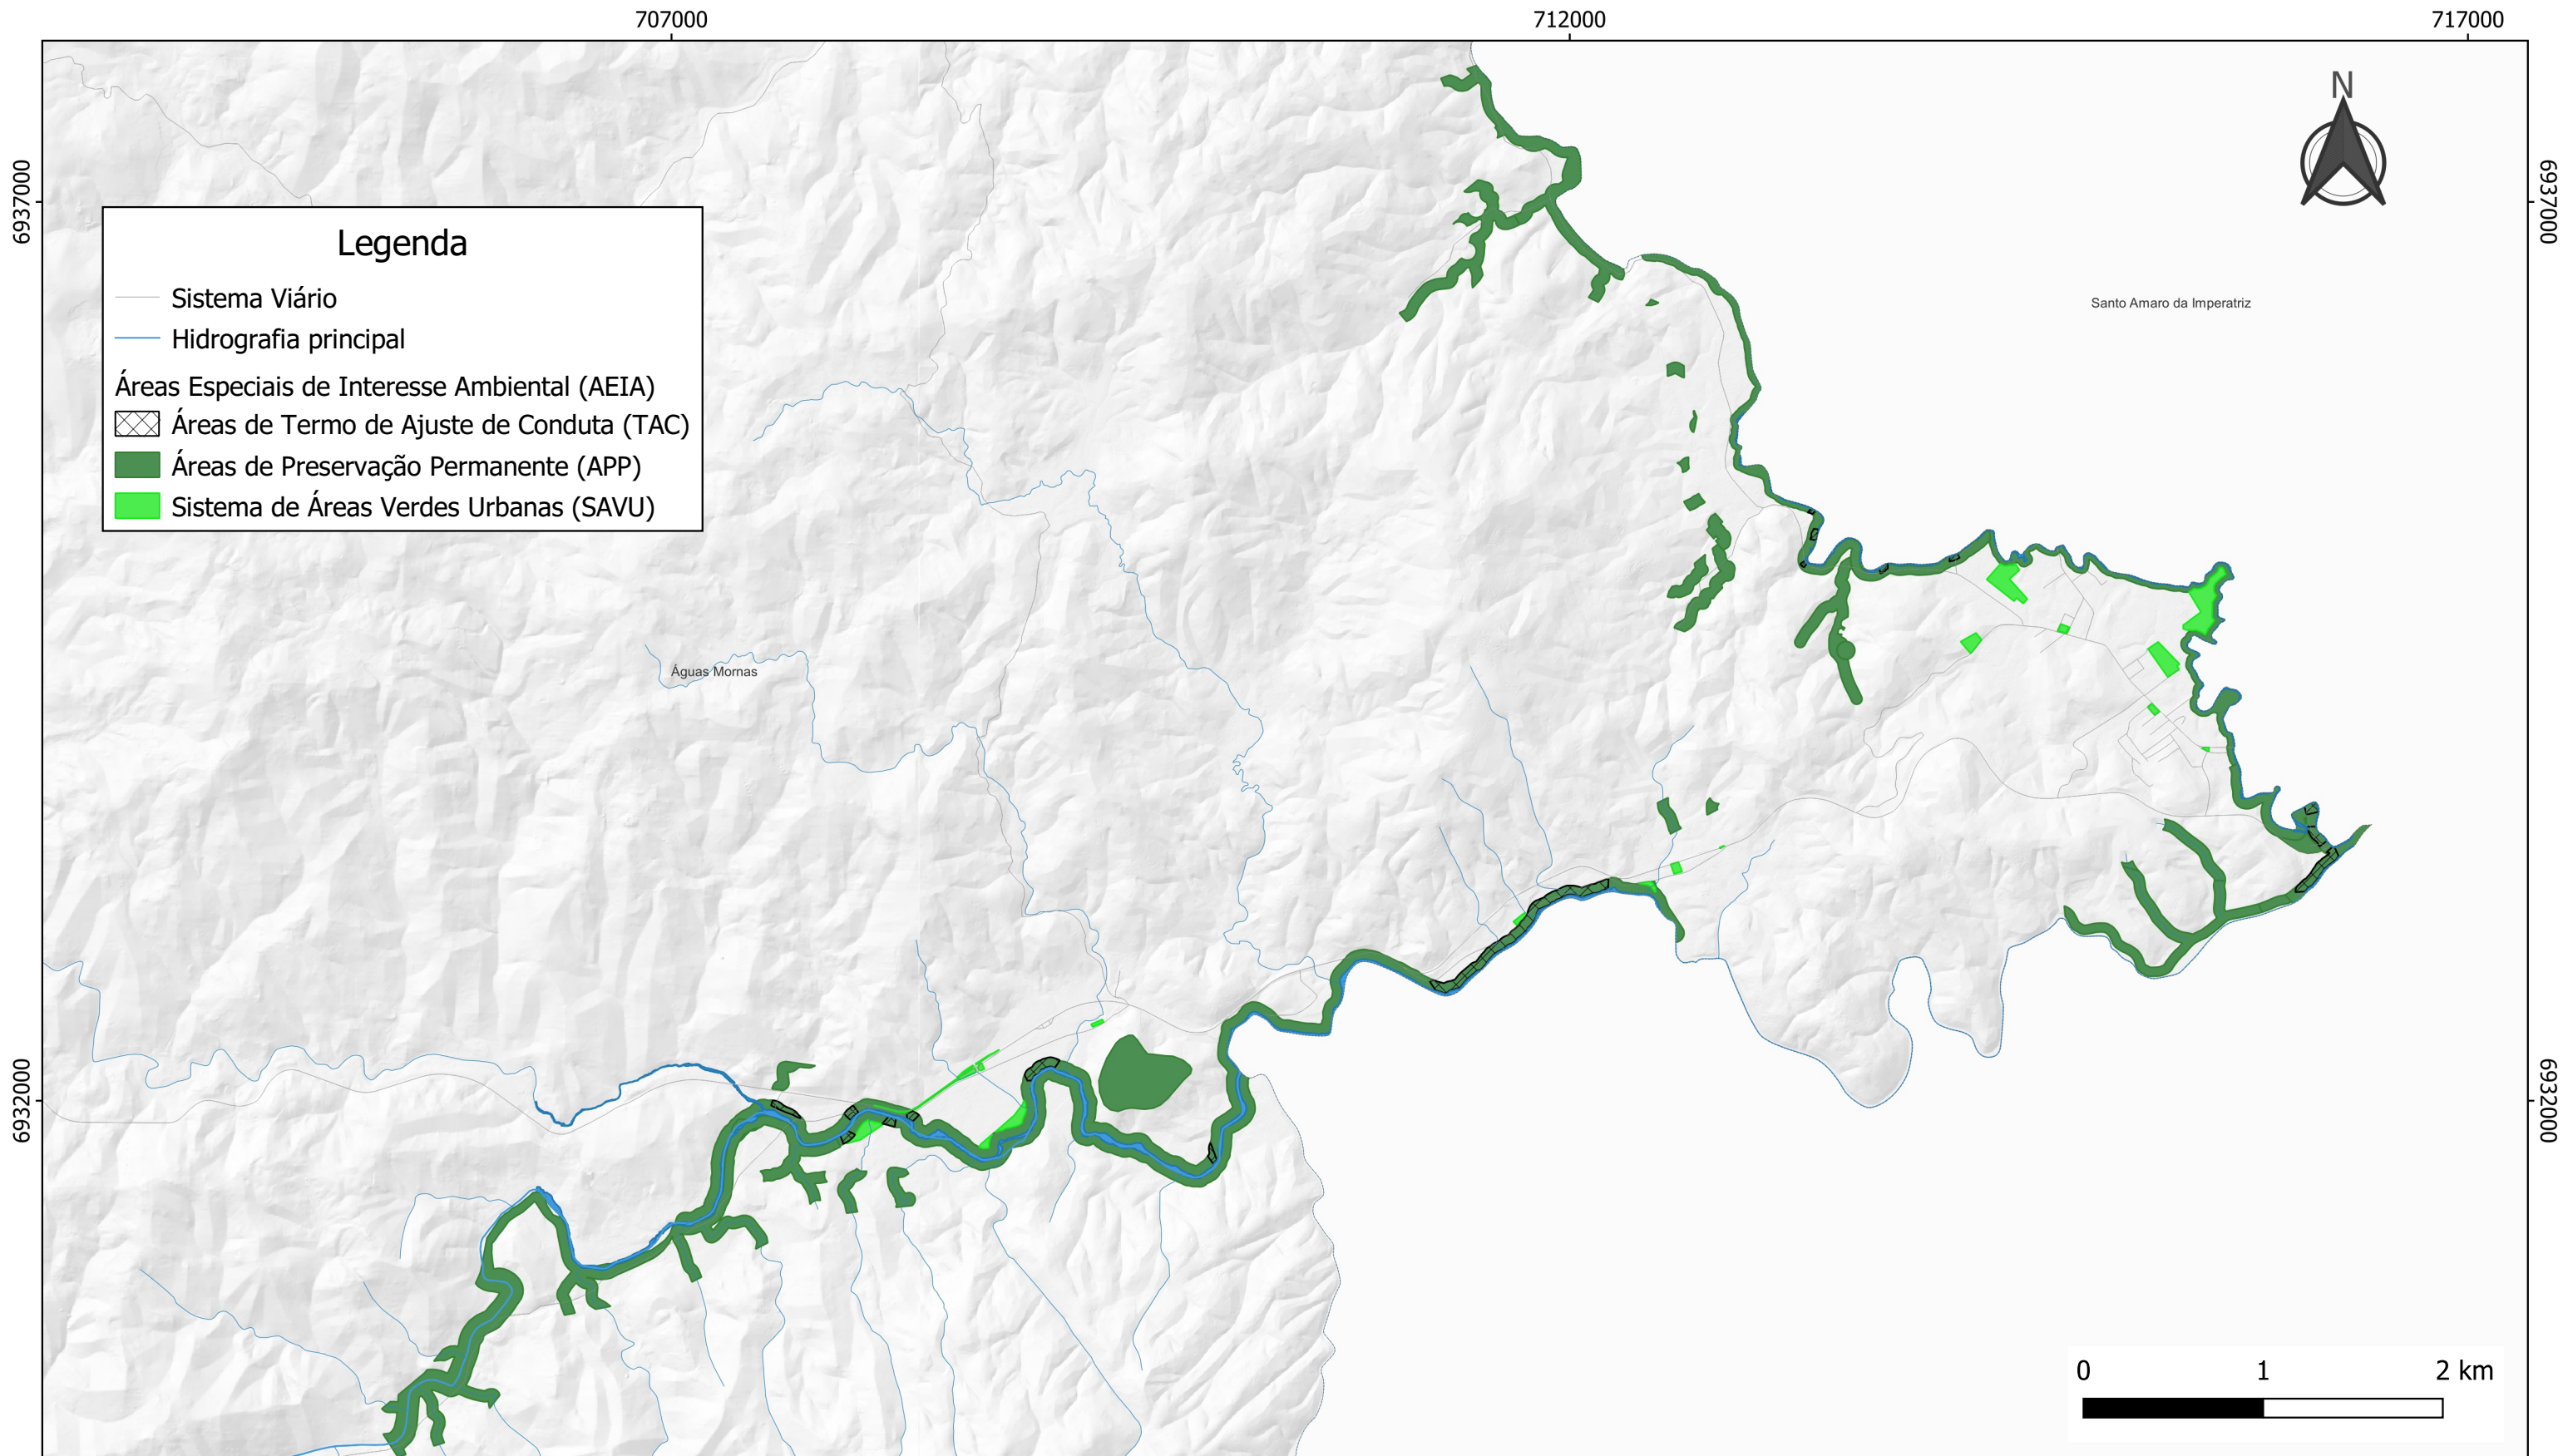 707000
712000
717000
N
6937000
6937000
Legenda
Sistema Viário
Hidrografia principal
Áreas Especiais de Interesse Ambiental (AEIA)
Áreas de Termo de Ajuste de Conduta (TAC)
Áreas de Preservação Permanente (APP)
Sistema de Áreas Verdes Urbanas (SAVU)
Santo Amaro da Imperatriz
Águas Mornas
6932000
6932000
0 1 2 km